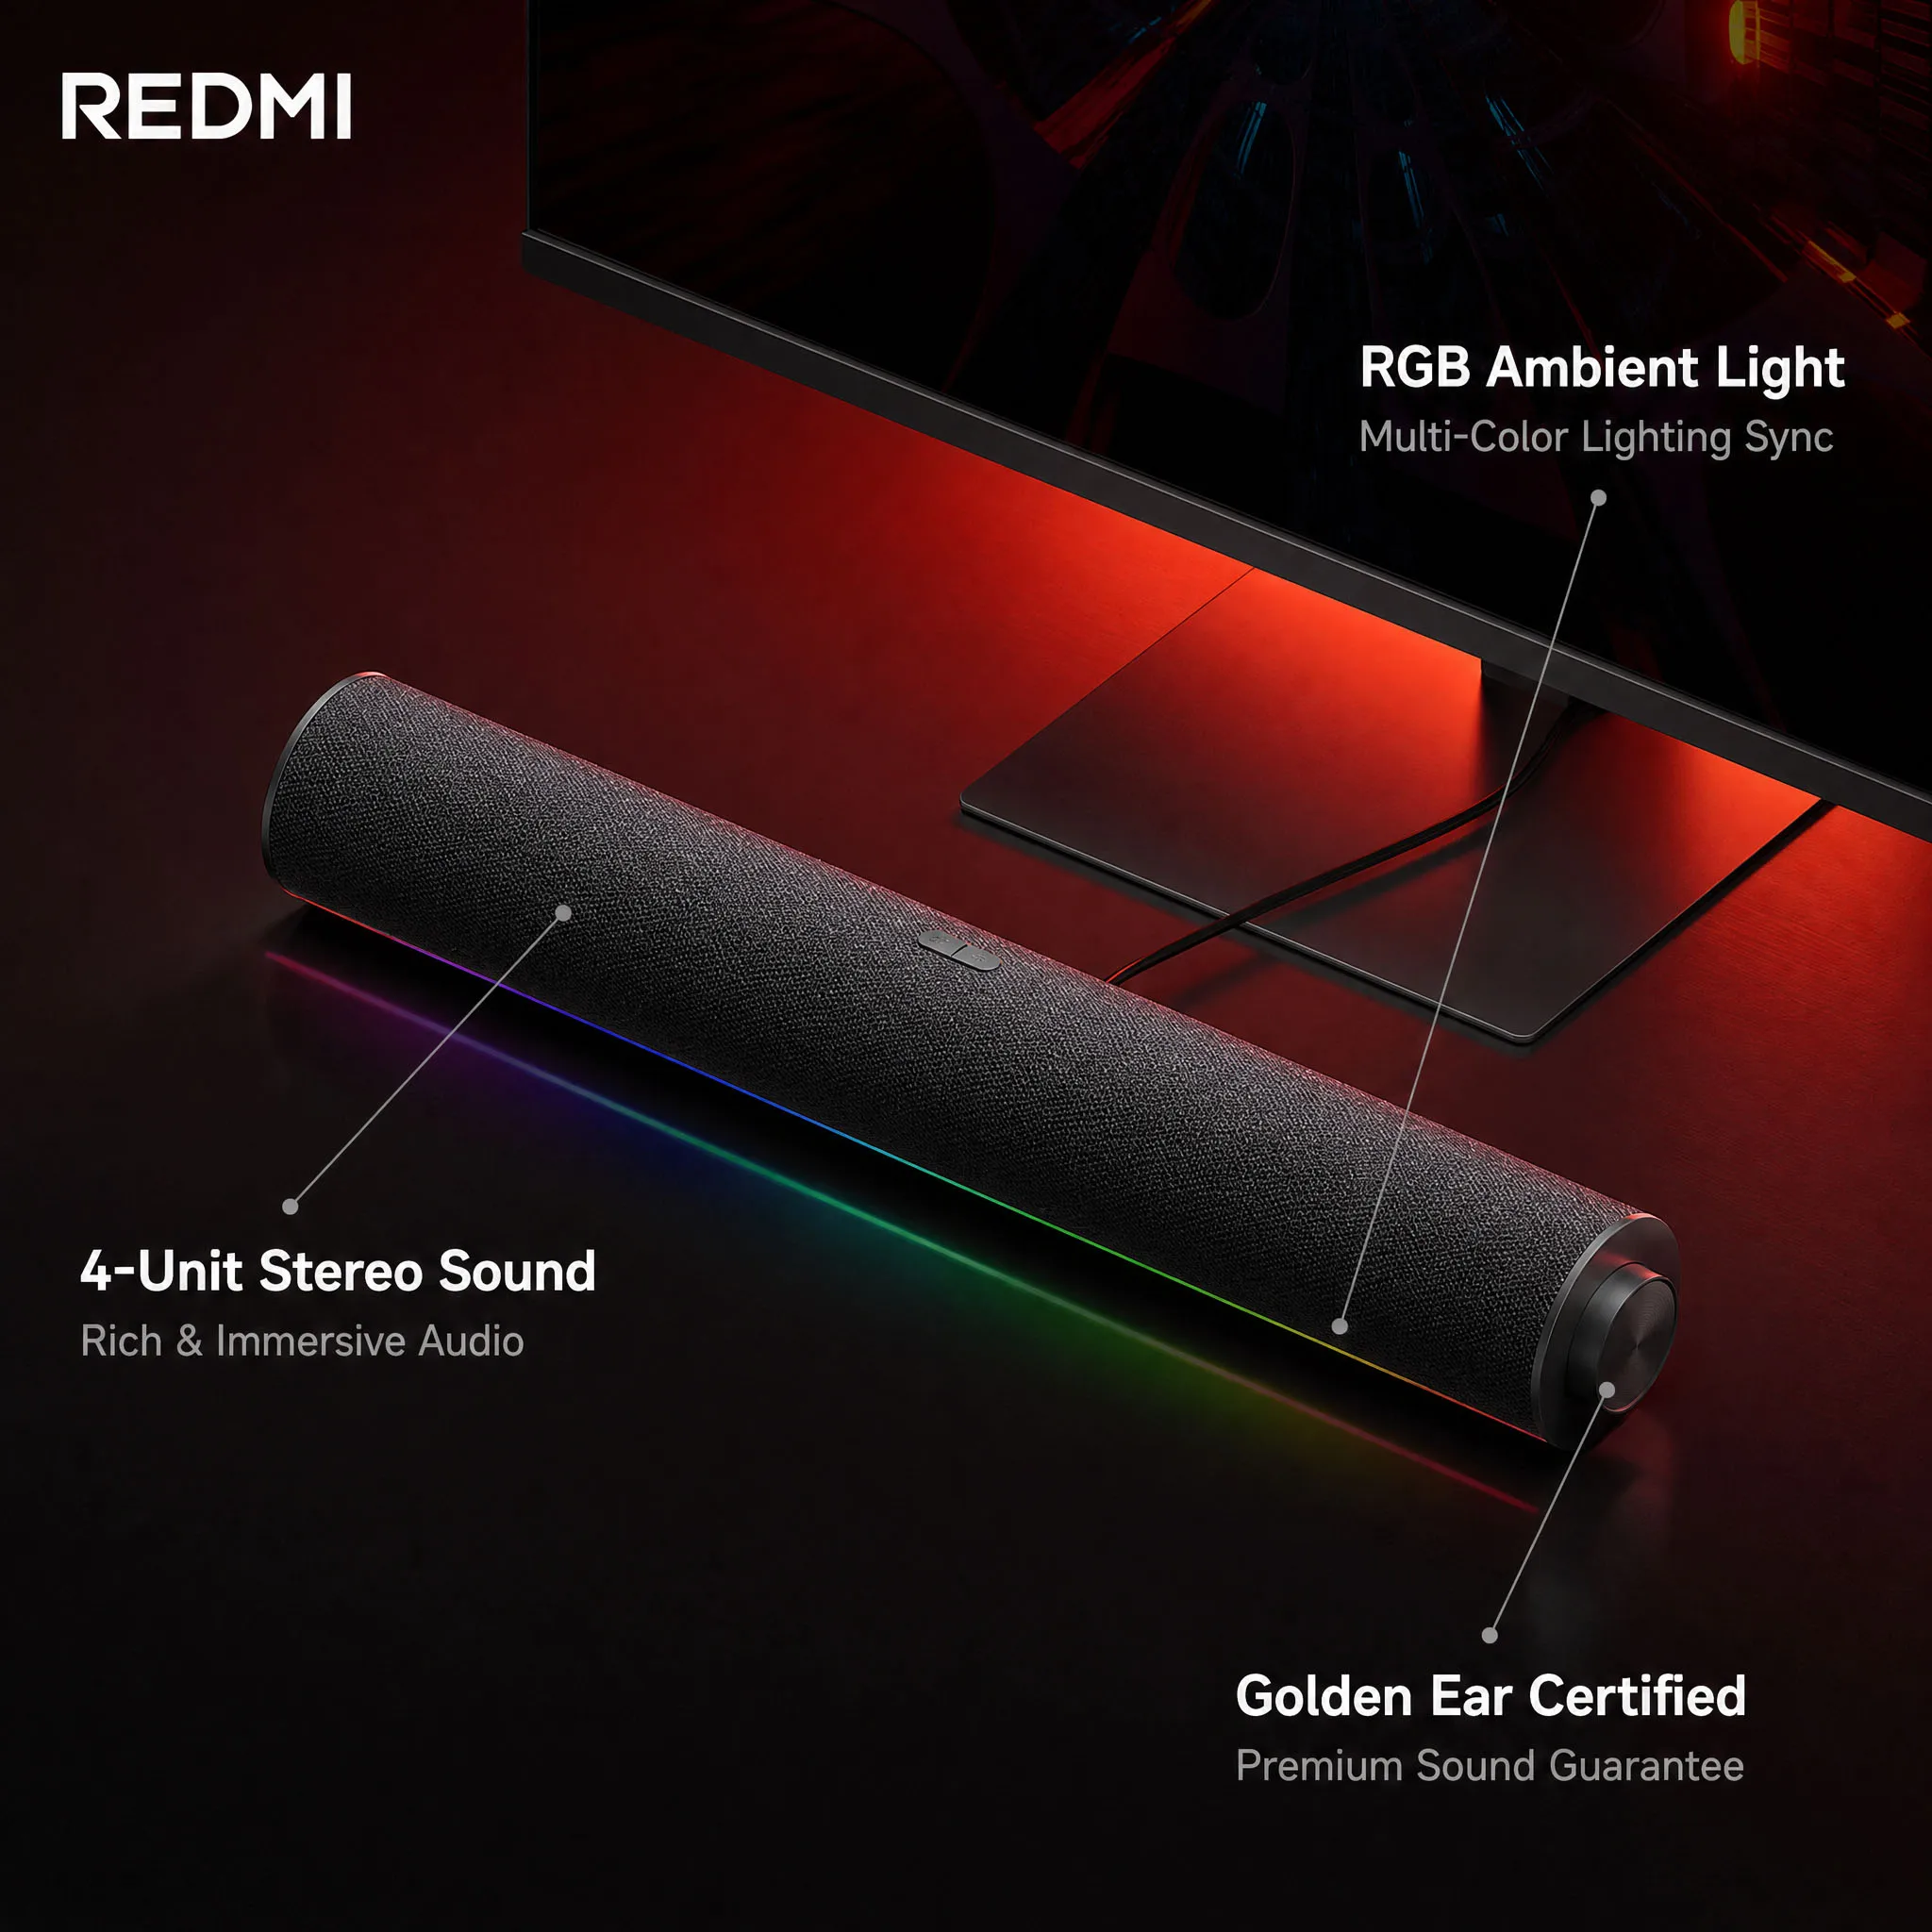 REDMI
RGB Ambient Light
Multi-Color Lighting Sync
4-Unit Stereo Sound
Rich & Immersive Audio
Golden Ear Certified
Premium Sound Guarantee